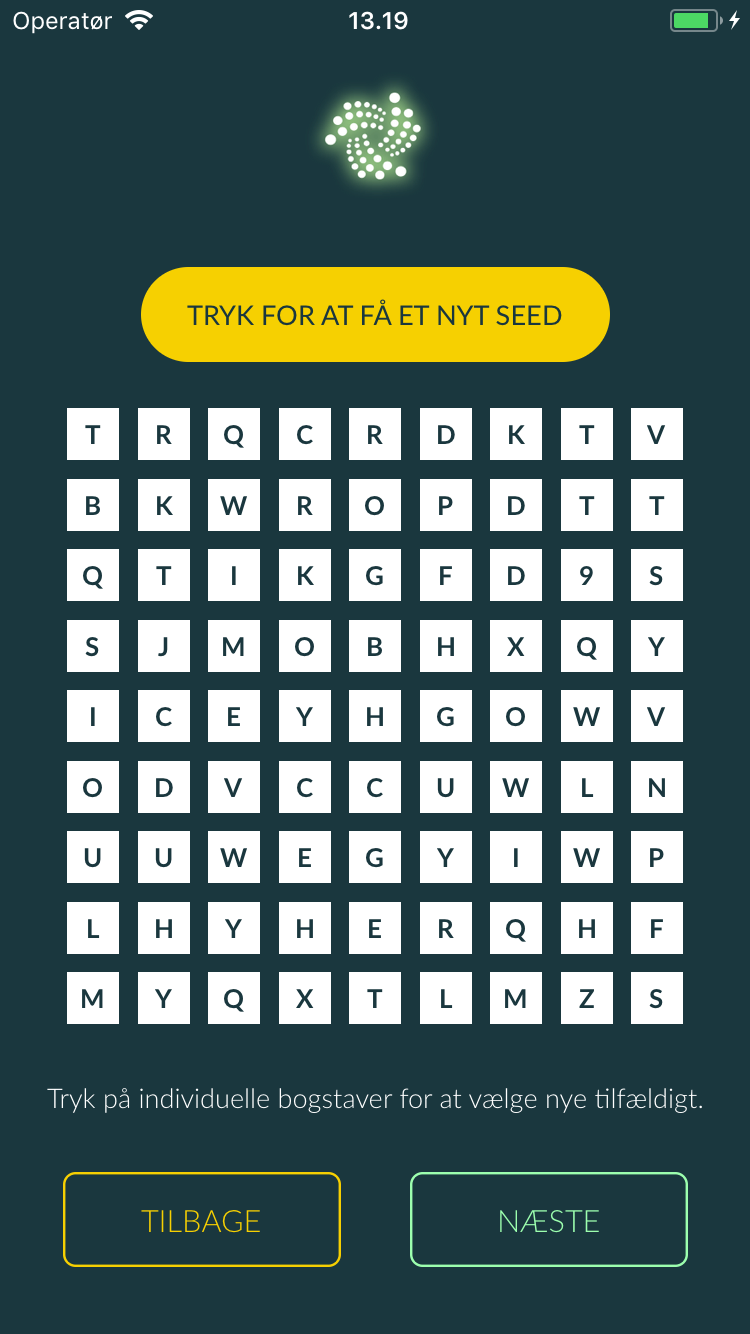 Operatør 13.19
TRYK FOR AT FÅ ET NYT SEED
T R Q C R D K T V
B K W R O P D T T
Q T I K G F D 9 S
S J M O B H X Q Y
I C E Y H G O W V
O D V C C U W L N
U U W E G Y I W P
L H Y H E R Q H F
M Y Q X T L M Z S
Tryk på individuelle bogstaver for at vælge nye tilfældigt.
TILBAGE NÆSTE